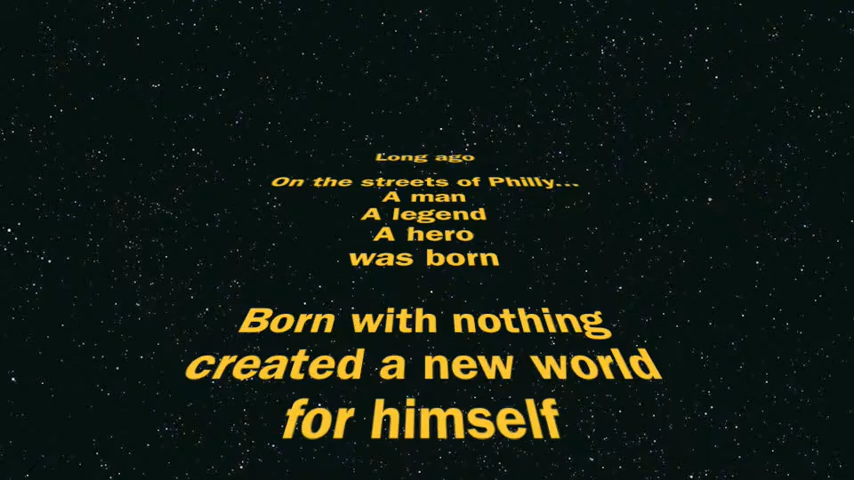 Long ago
On the streets of Philly...
A man
A legend
A hero
was born
Born with nothing
created a new world
for himself